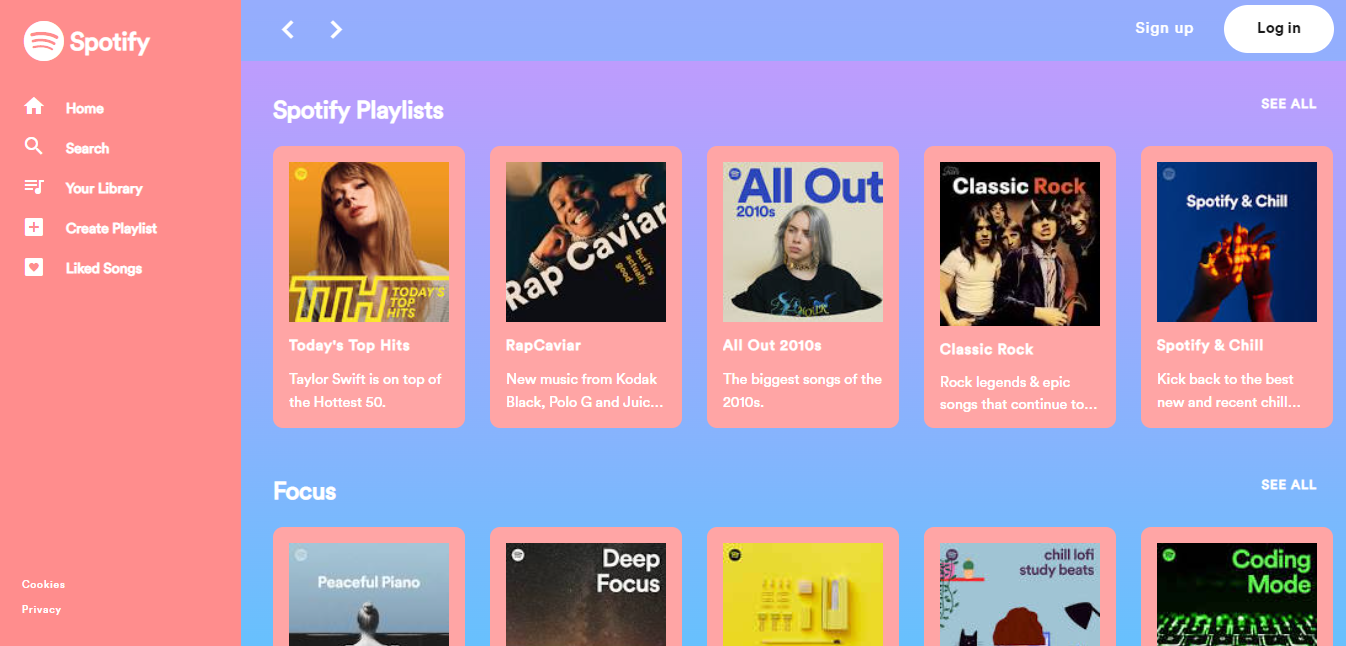 Spotify
Home
Search
Your Library
Create Playlist
Liked Songs
Cookies
Privacy
Sign up
Log in
Spotify Playlists
SEE ALL
TTH TODAY'S
TOP
HITS
Today's Top Hits
Taylor Swift is on top of
the Hottest 50.
Rap Caviar
but it's
actually
good
RapCaviar
New music from Kodak
Black, Polo G and Juic...
All Out
2010s
All Out 2010s
The biggest songs of the
2010s.
Classic Rock
Classic Rock
Rock legends & epic
songs that continue to...
Spotify & Chill
Spotify & Chill
Kick back to the best
new and recent chill...
Focus
SEE ALL
Peaceful Piano
Deep
Focus
chill lofi
study beats
Coding
Mode